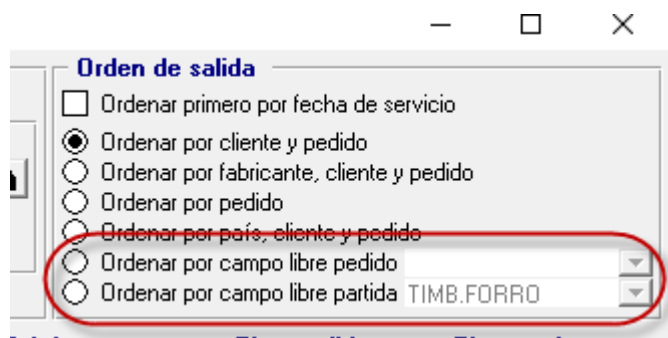 Orden de salida
Ordenar primero por fecha de servicio
Ordenar por cliente y pedido
Ordenar por fabricante, cliente y pedido
Ordenar por pedido
Ordenar por país, cliente y pedido
Ordenar por campo libre pedido
Ordenar por campo libre partida TIMB.FORRO